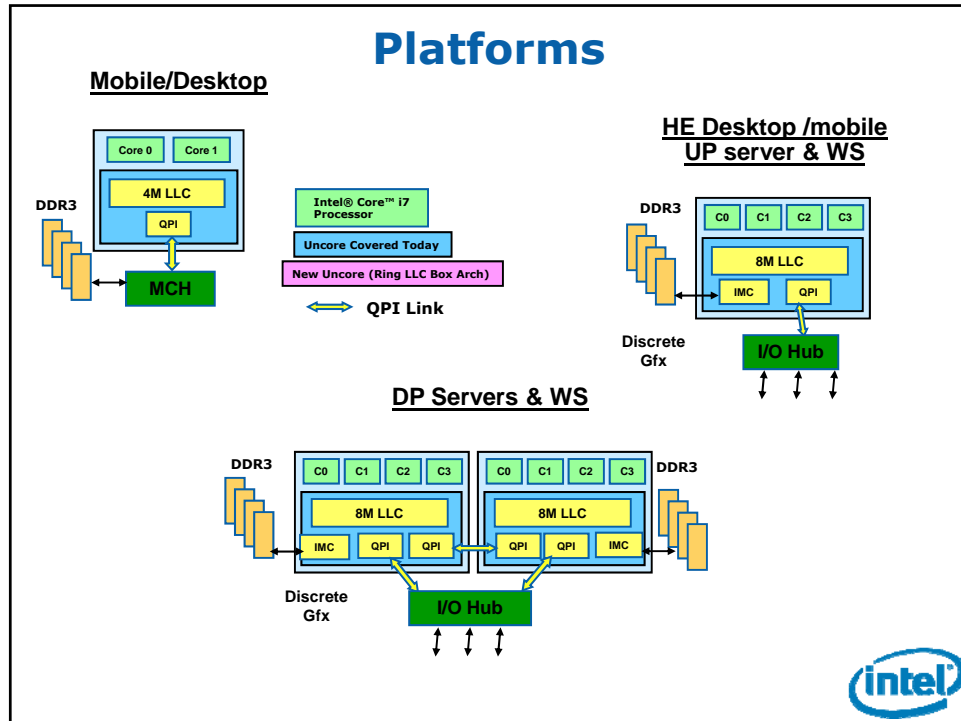 Platforms
Mobile/Desktop
Core 0 Core 1
4M LLC
QPI
DDR3
MCH
Intel® Core™ i7
Processor
Uncore Covered Today
New Uncore (Ring LLC Box Arch)
QPI Link
HE Desktop /mobile
UP server & WS
DDR3
C0 C1 C2 C3
8M LLC
IMC QPI
Discrete
Gfx
I/O Hub
DP Servers & WS
DDR3
C0 C1 C2 C3
8M LLC
IMC QPI QPI
C0 C1 C2 C3
8M LLC
QPI QPI IMC
DDR3
Discrete
Gfx
I/O Hub
intel